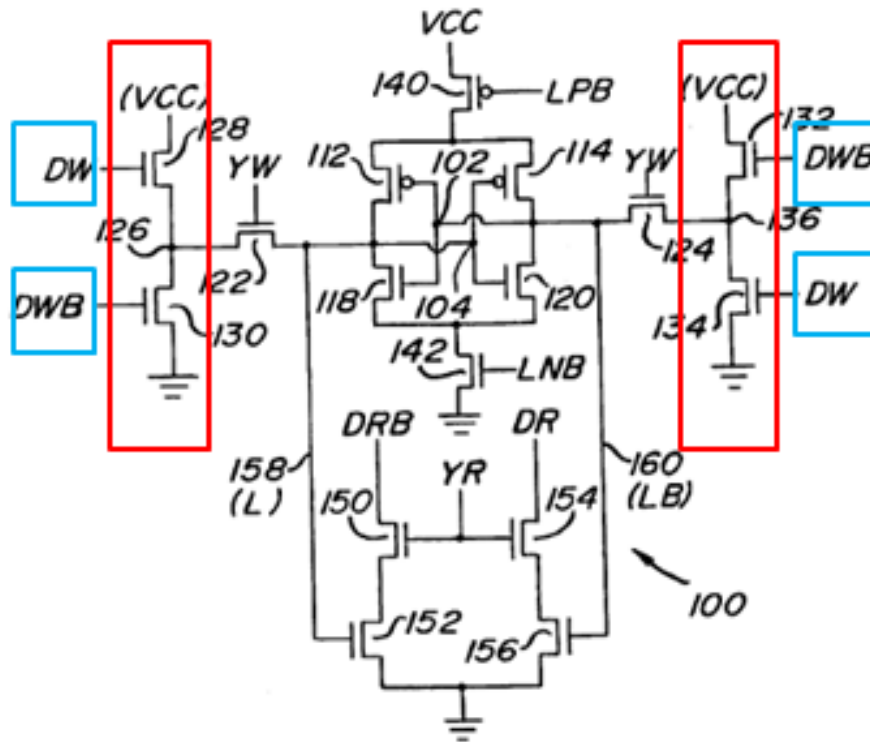 VCC
(VCC) 140 LPB (VCC)
128 132
DW YW 112 102 114 YW DWB
126 136
122 124
DWB 118 104 120 134 DW
130
142 LNB
DRB DR
158 YR 160
(L) 150 154 (LB)
100
152 156